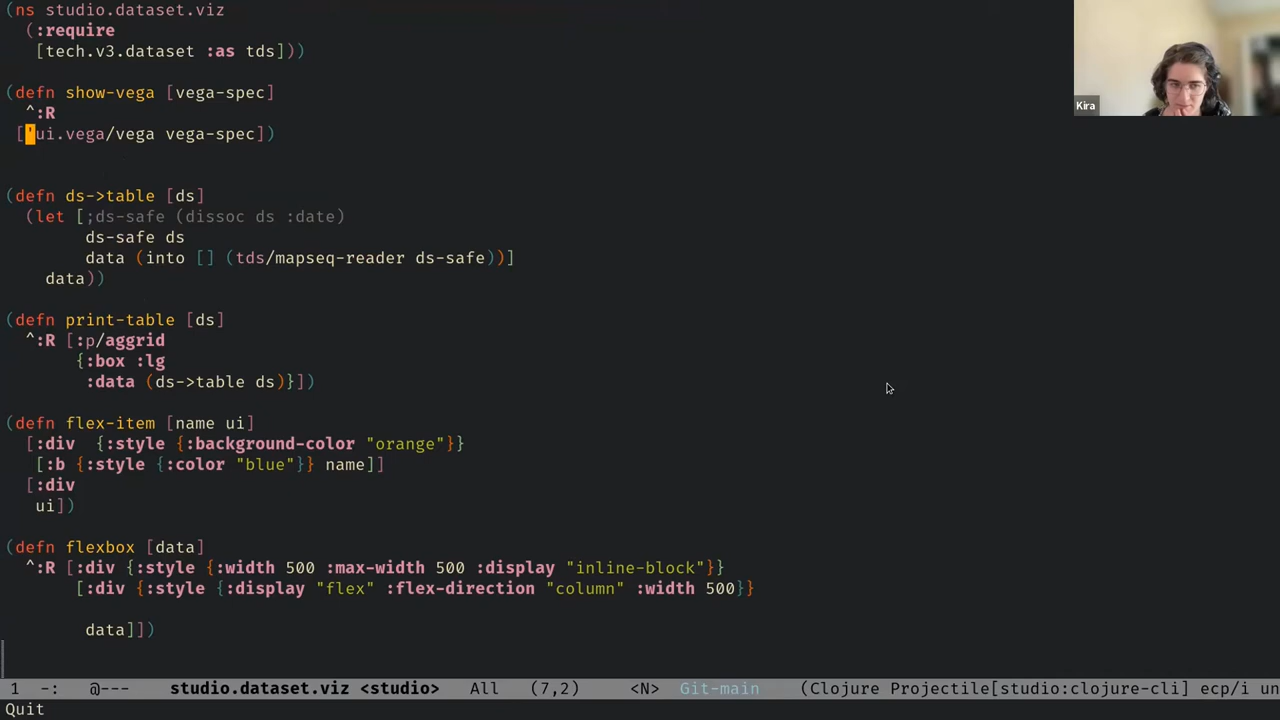 (ns studio.dataset.viz
(:require
[tech.v3.dataset :as tds]))
(defn show-vega [vega-spec]
^:R
['ui.vega/vega vega-spec])
(defn ds->table [ds]
(let [;ds-safe (dissoc ds :date)
ds-safe ds
data (into [] (tds/mapseq-reader ds-safe))]
data))
(defn print-table [ds]
^:R [:p/aggrid
{:box :lg
:data (ds->table ds)}])
(defn flex-item [name ui]
[:div {:style {:background-color "orange"}}
[:b {:style {:color "blue"}} name]]
[:div
ui])
(defn flexbox [data]
^:R [:div {:style {:width 500 :max-width 500 :display "inline-block"}}
[:div {:style {:display "flex" :flex-direction "column" :width 500}}
data]])
1 -: @--- studio.dataset.viz <studio> All (7,2) <N> Git-main (Clojure Projectile[studio:clojure-cli] ecp/i un
Quit
Kira